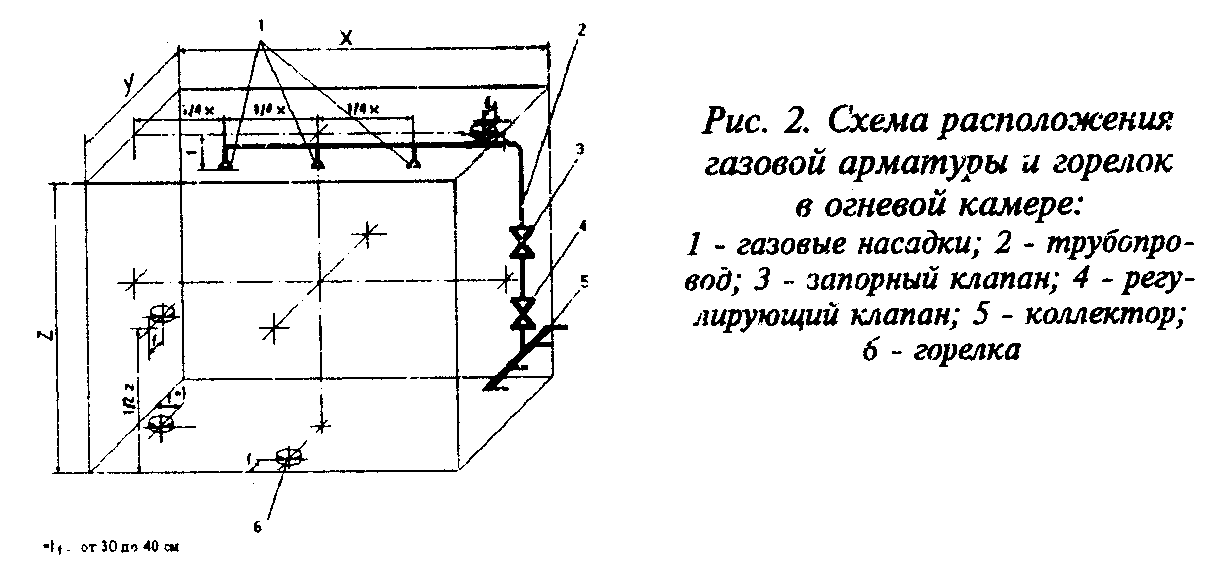 1
2
X
Y
1/4 x
3/4 x
1/4 x
3
1
4
5
Z
1/2 z
6
от 30 до 40 см
Рис. 2. Схема расположения
газовой арматуры и горелок
в огневой камере:
1 - газовые насадки; 2 - трубопро-
вод; 3 - запорный клапан; 4 - регу-
лирующий клапан; 5 - коллектор;
6 - горелка